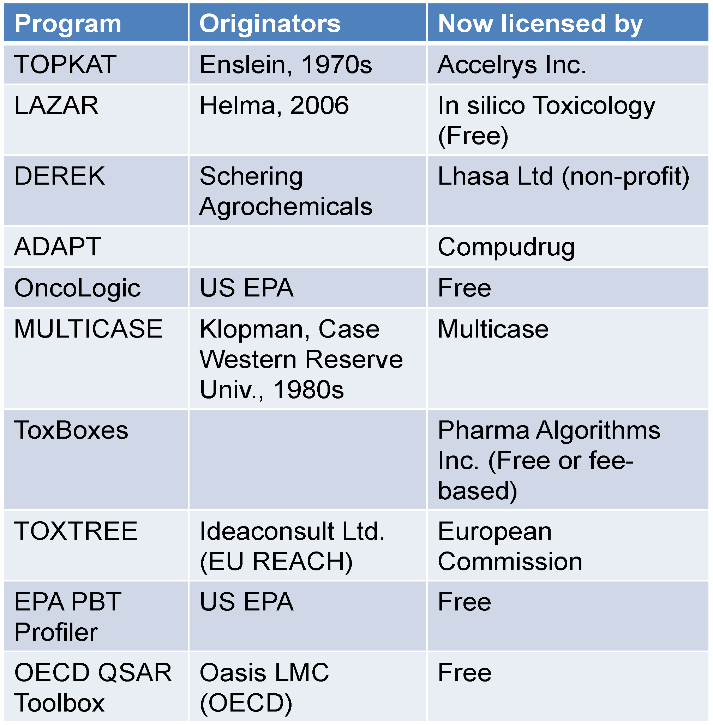 Program Originators Now licensed by
TOPKAT Enslein, 1970s Accelrys Inc.
LAZAR Helma, 2006 In silico Toxicology
(Free)
DEREK Schering Lhasa Ltd (non-profit)
Agrochemicals
ADAPT Compudrug
OncoLogic US EPA Free
MULTICASE Klopman, Case Multicase
Western Reserve
Univ., 1980s
ToxBoxes Pharma Algorithms
Inc. (Free or fee-
based)
TOXTREE Ideaconsult Ltd. European
(EU REACH) Commission
EPA PBT US EPA Free
Profiler
OECD QSAR Oasis LMC Free
Toolbox (OECD)